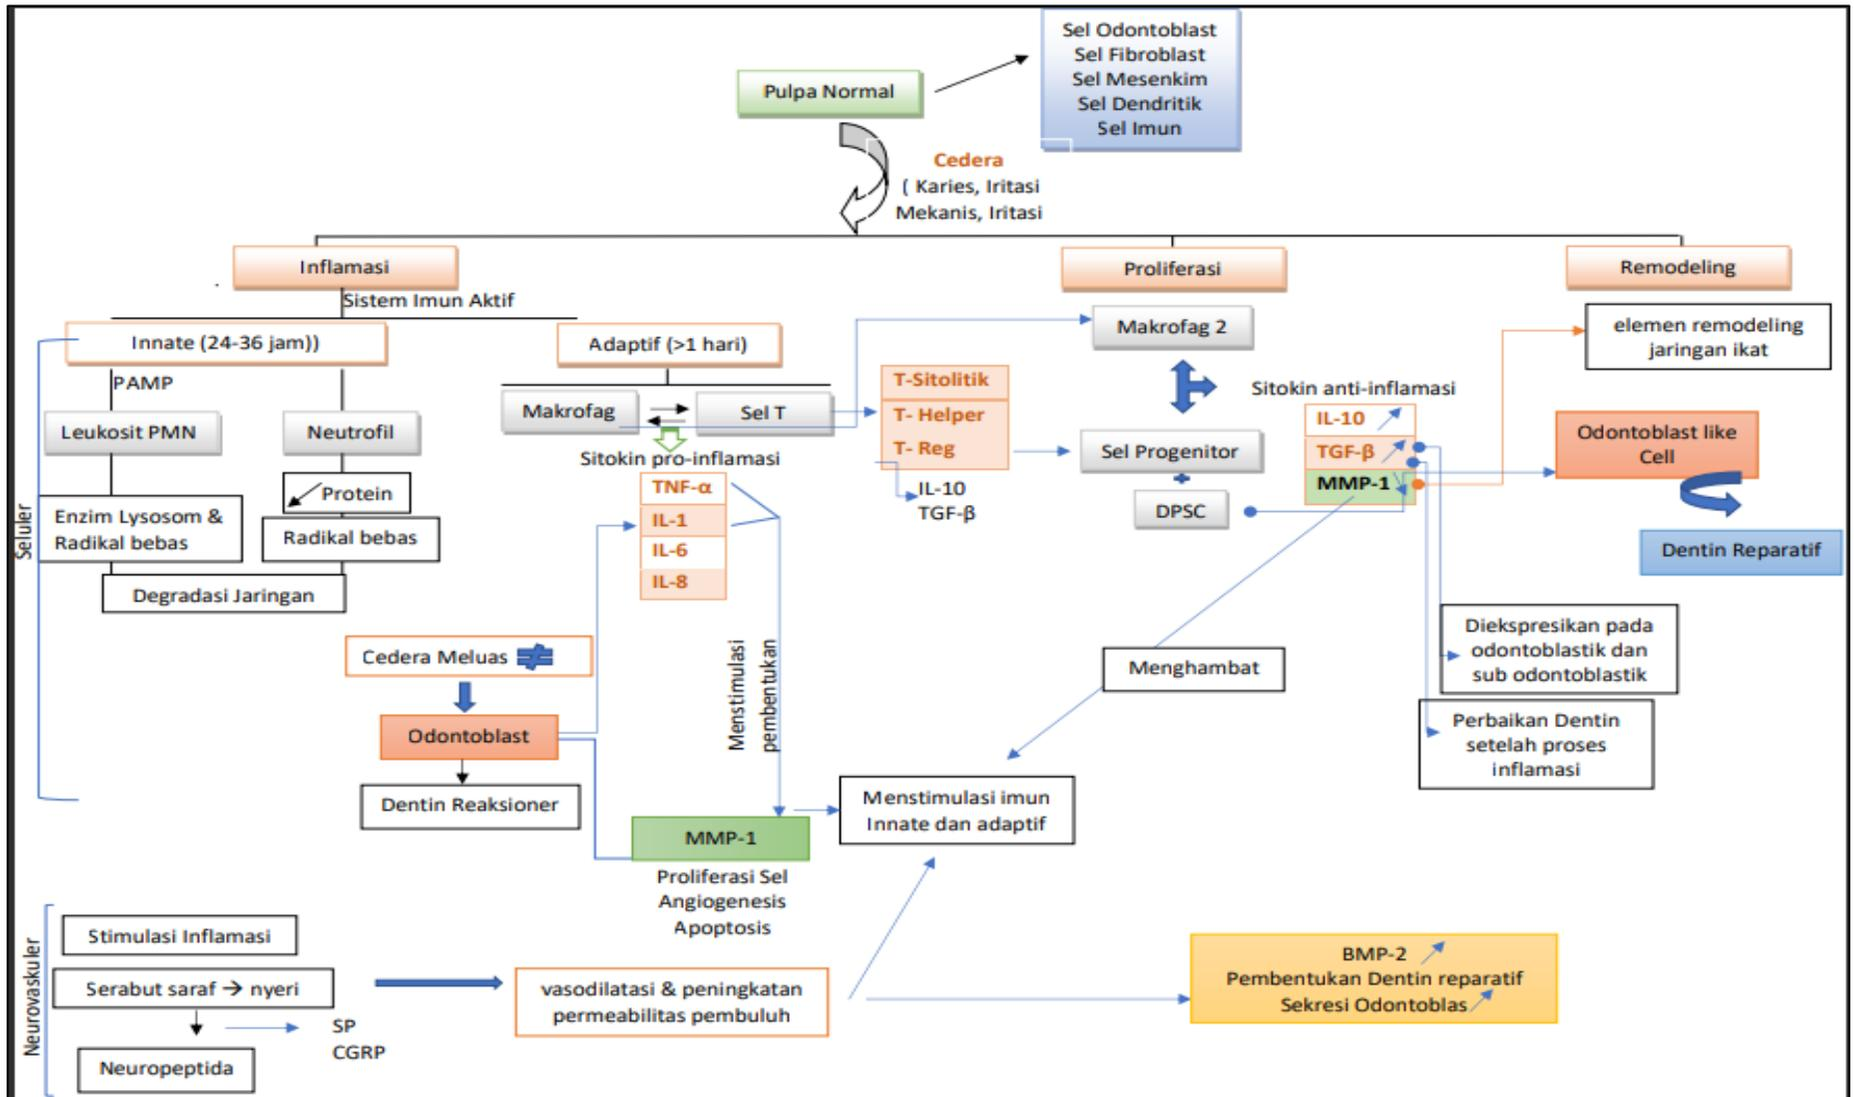 Sel Odontoblast
Sel Fibroblast
Sel Mesenkim
Sel Dendritik
Sel Imun
Pulpa Normal
Cedera
( Karies, Iritasi
Mekanis, Iritasi
Inflamasi
Proliferasi
Remodeling
Sistem Imun Aktif
Innate (24-36 jam))
Adaptif (>1 hari)
PAMP
Leukosit PMN
Neutrofil
Protein
Enzim Lysosom &
Radikal bebas
Radikal bebas
Degradasi Jaringan
Seluler
Makrofag
Sel T
Sitokin pro-inflamasi
TNF-α
IL-1
IL-6
IL-8
T-Sitolitik
T- Helper
T- Reg
IL-10
TGF-β
Makrofag 2
Sel Progenitor
DPSC
Sitokin anti-inflamasi
IL-10
TGF-β
MMP-1
elemen remodeling
jaringan ikat
Odontoblast like
Cell
Dentin Reparatif
Diekspresikan pada
odontoblastik dan
sub odontoblastik
Perbaikan Dentin
setelah proses
inflamasi
Menghambat
Cedera Meluas
Odontoblast
Dentin Reaksioner
Menstimulasi
pembentukan
MMP-1
Proliferasi Sel
Angiogenesis
Apoptosis
Menstimulasi imun
Innate dan adaptif
Neurovaskuler
Stimulasi Inflamasi
Serabut saraf → nyeri
SP
CGRP
Neuropeptida
vasodilatasi & peningkatan
permeabilitas pembuluh
BMP-2
Pembentukan Dentin reparatif
Sekresi Odontoblas